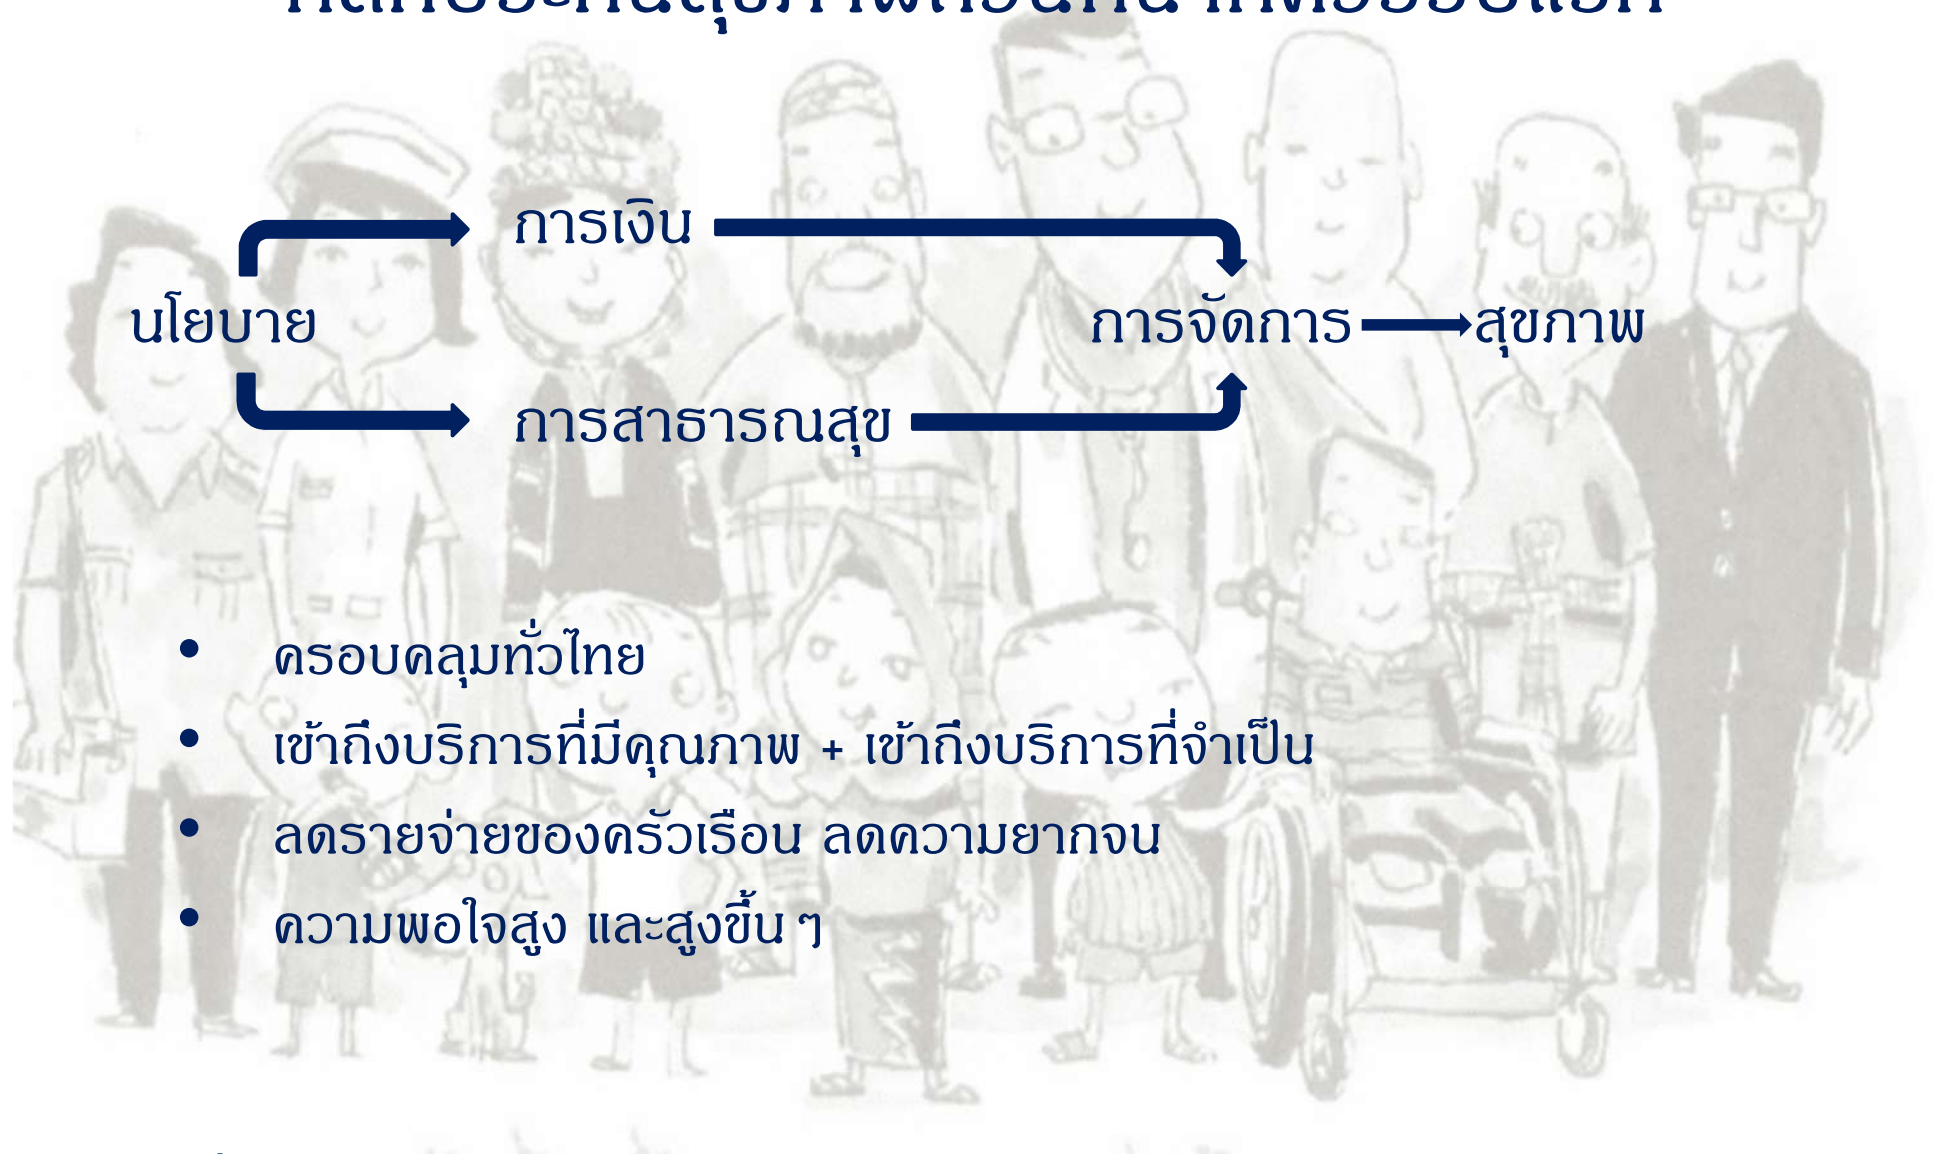 การเงิน
นโยบาย
การจัดการ
สุขภาพ
การสาธารณสุข
• ครอบคลุมทั่วไทย
• เข้าถึงบริการที่มีคุณภาพ + เข้าถึงบริการที่จำเป็น
• ลดรายจ่ายของครัวเรือน ลดความยากจน
• ความพอใจสูง และสูงขึ้น ๆ